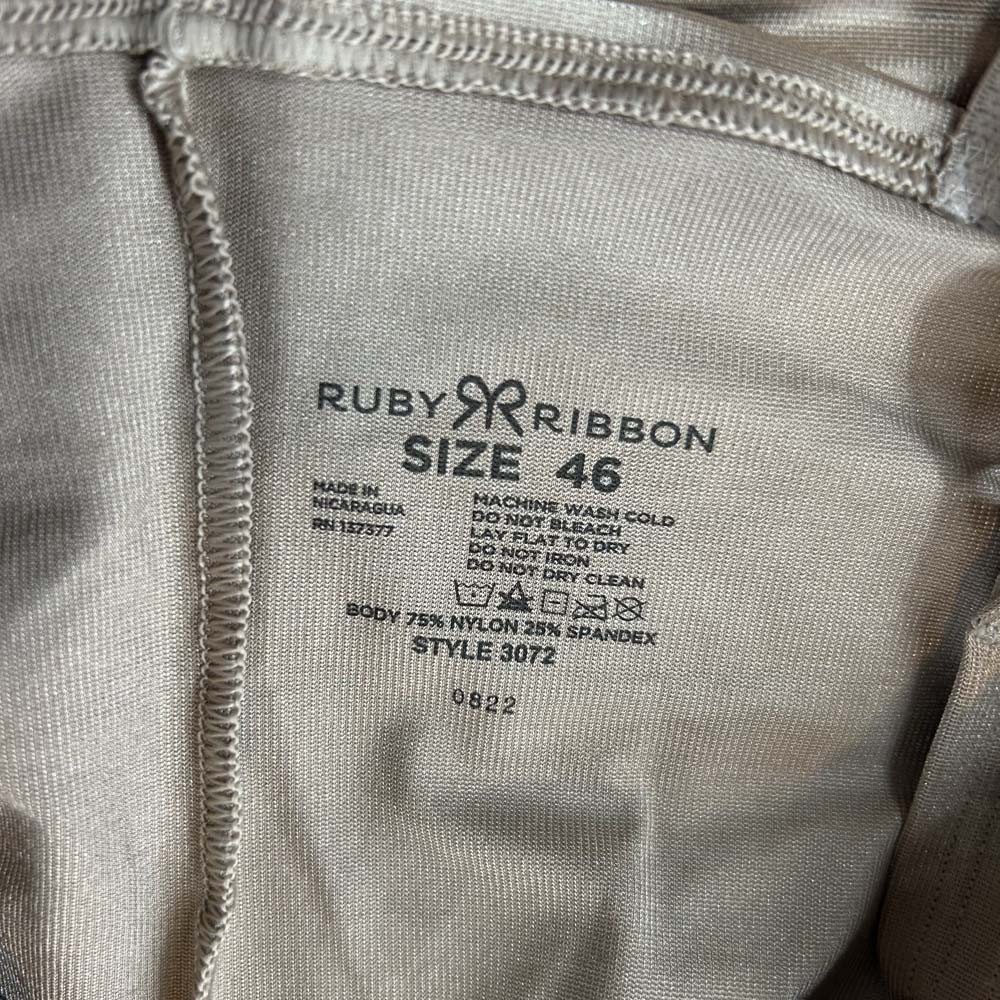 RUBY RIBBON
SIZE 46
MADE IN
NICARAGUA
RN 137377
MACHINE WASH COLD
DO NOT BLEACH
LAY FLAT TO DRY
DO NOT IRON
DO NOT DRY CLEAN
BODY 75% NYLON 25% SPANDEX
STYLE 3072
0822